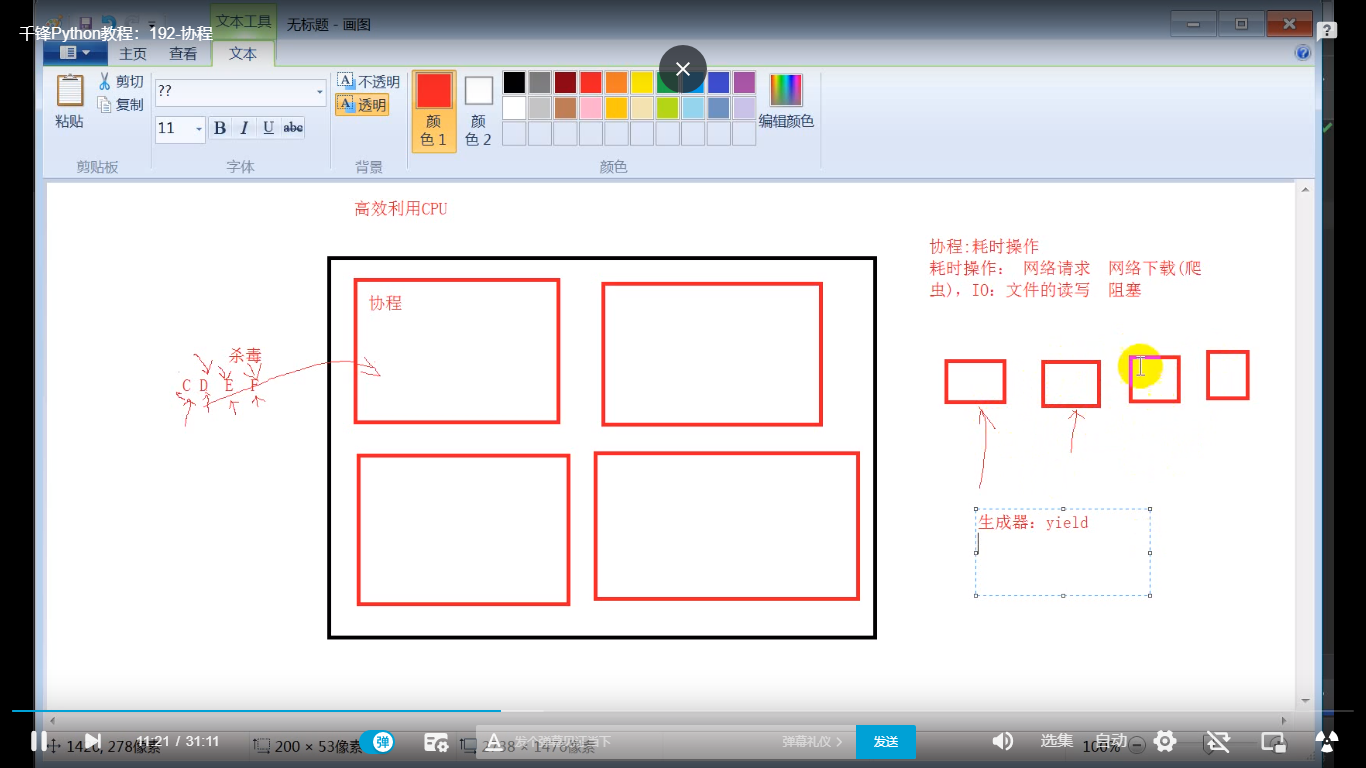 千锋Python教程：192-协程
文本工具
无标题 - 画图
主页
查看
文本
粘贴
剪切
复制
剪贴板
??
11
B I U abc
字体
不透明
透明
背景
颜
色 1
颜
色 2
编辑颜色
颜色
高效利用CPU
协程
杀毒
C D E F
协程:耗时操作
耗时操作： 网络请求 网络下载(爬
虫)，IO：文件的读写 阻塞
生成器：yield
11:21 / 31:11
1420, 278像素
200 × 53像素
弹
发个弹幕见证当下
弹幕礼仪
发送
选集
自动
100%